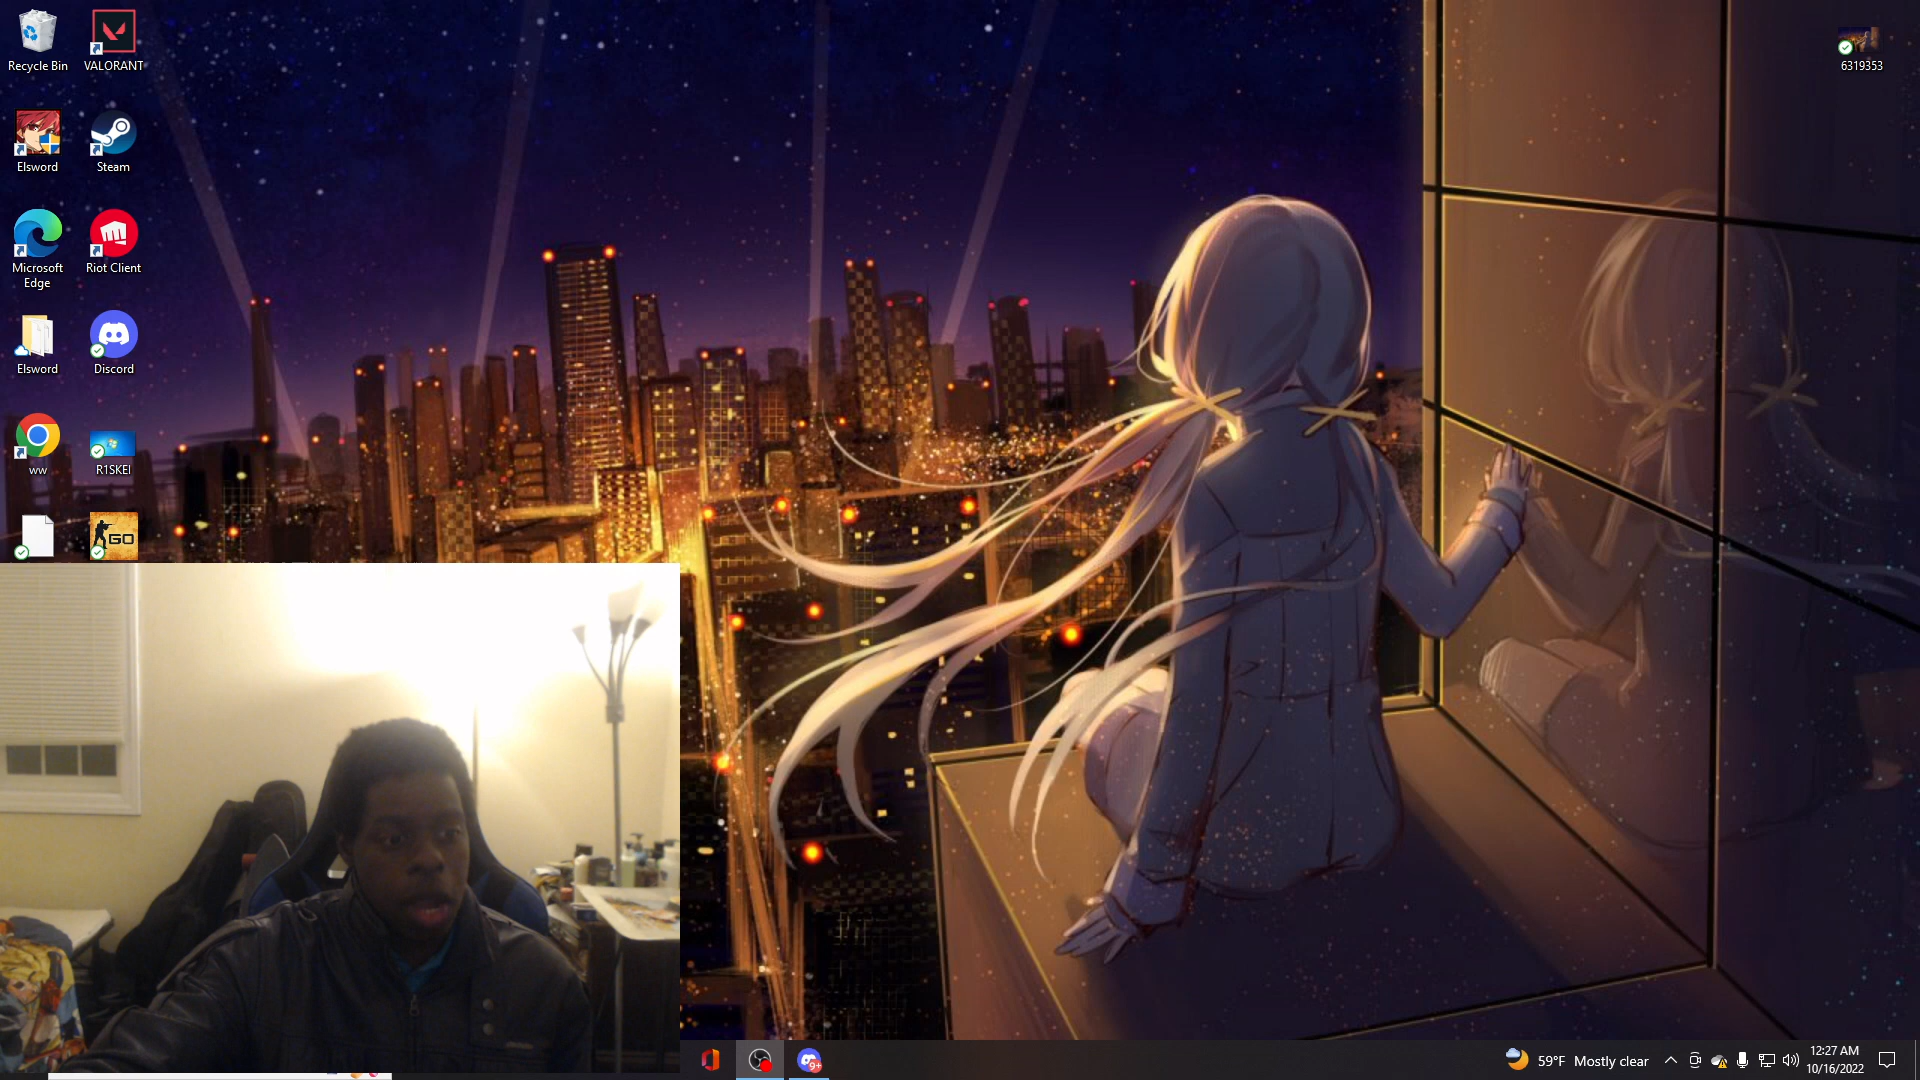 Recycle Bin
VALORANT
6319353
Elsword
Steam
Microsoft
Edge
Riot Client
Elsword
Discord
ww
R1SKEI
GO
9+
59°F Mostly clear
12:27 AM
10/16/2022